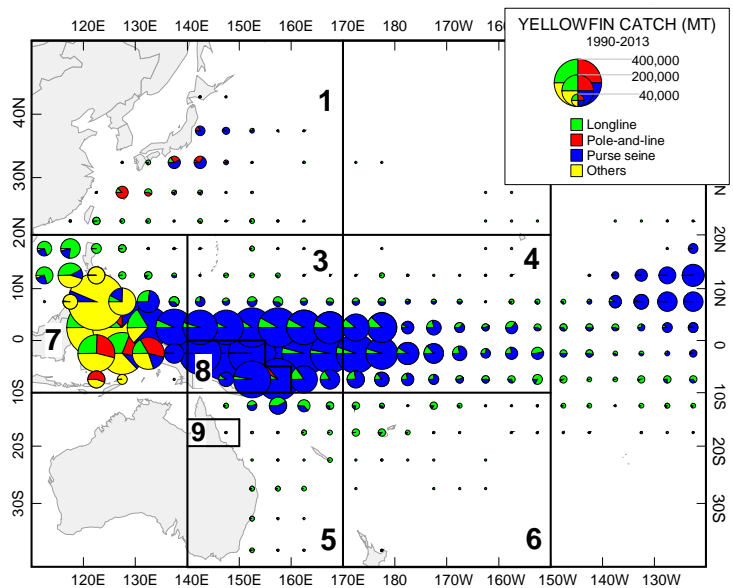 120E 130E 140E 150E 160E 170E 180 170W 160W
YELLOWFIN CATCH (MT)
1990-2013
400,000
200,000
40,000
Longline
Pole-and-line
Purse seine
Others
40N
1
30N
N
20N
20N
3
4
10N
10N
0
0
7
8
10S
10S
9
20S
20S
30S
30S
5
6
120E 130E 140E 150E 160E 170E 180 170W 160W 150W 140W 130W